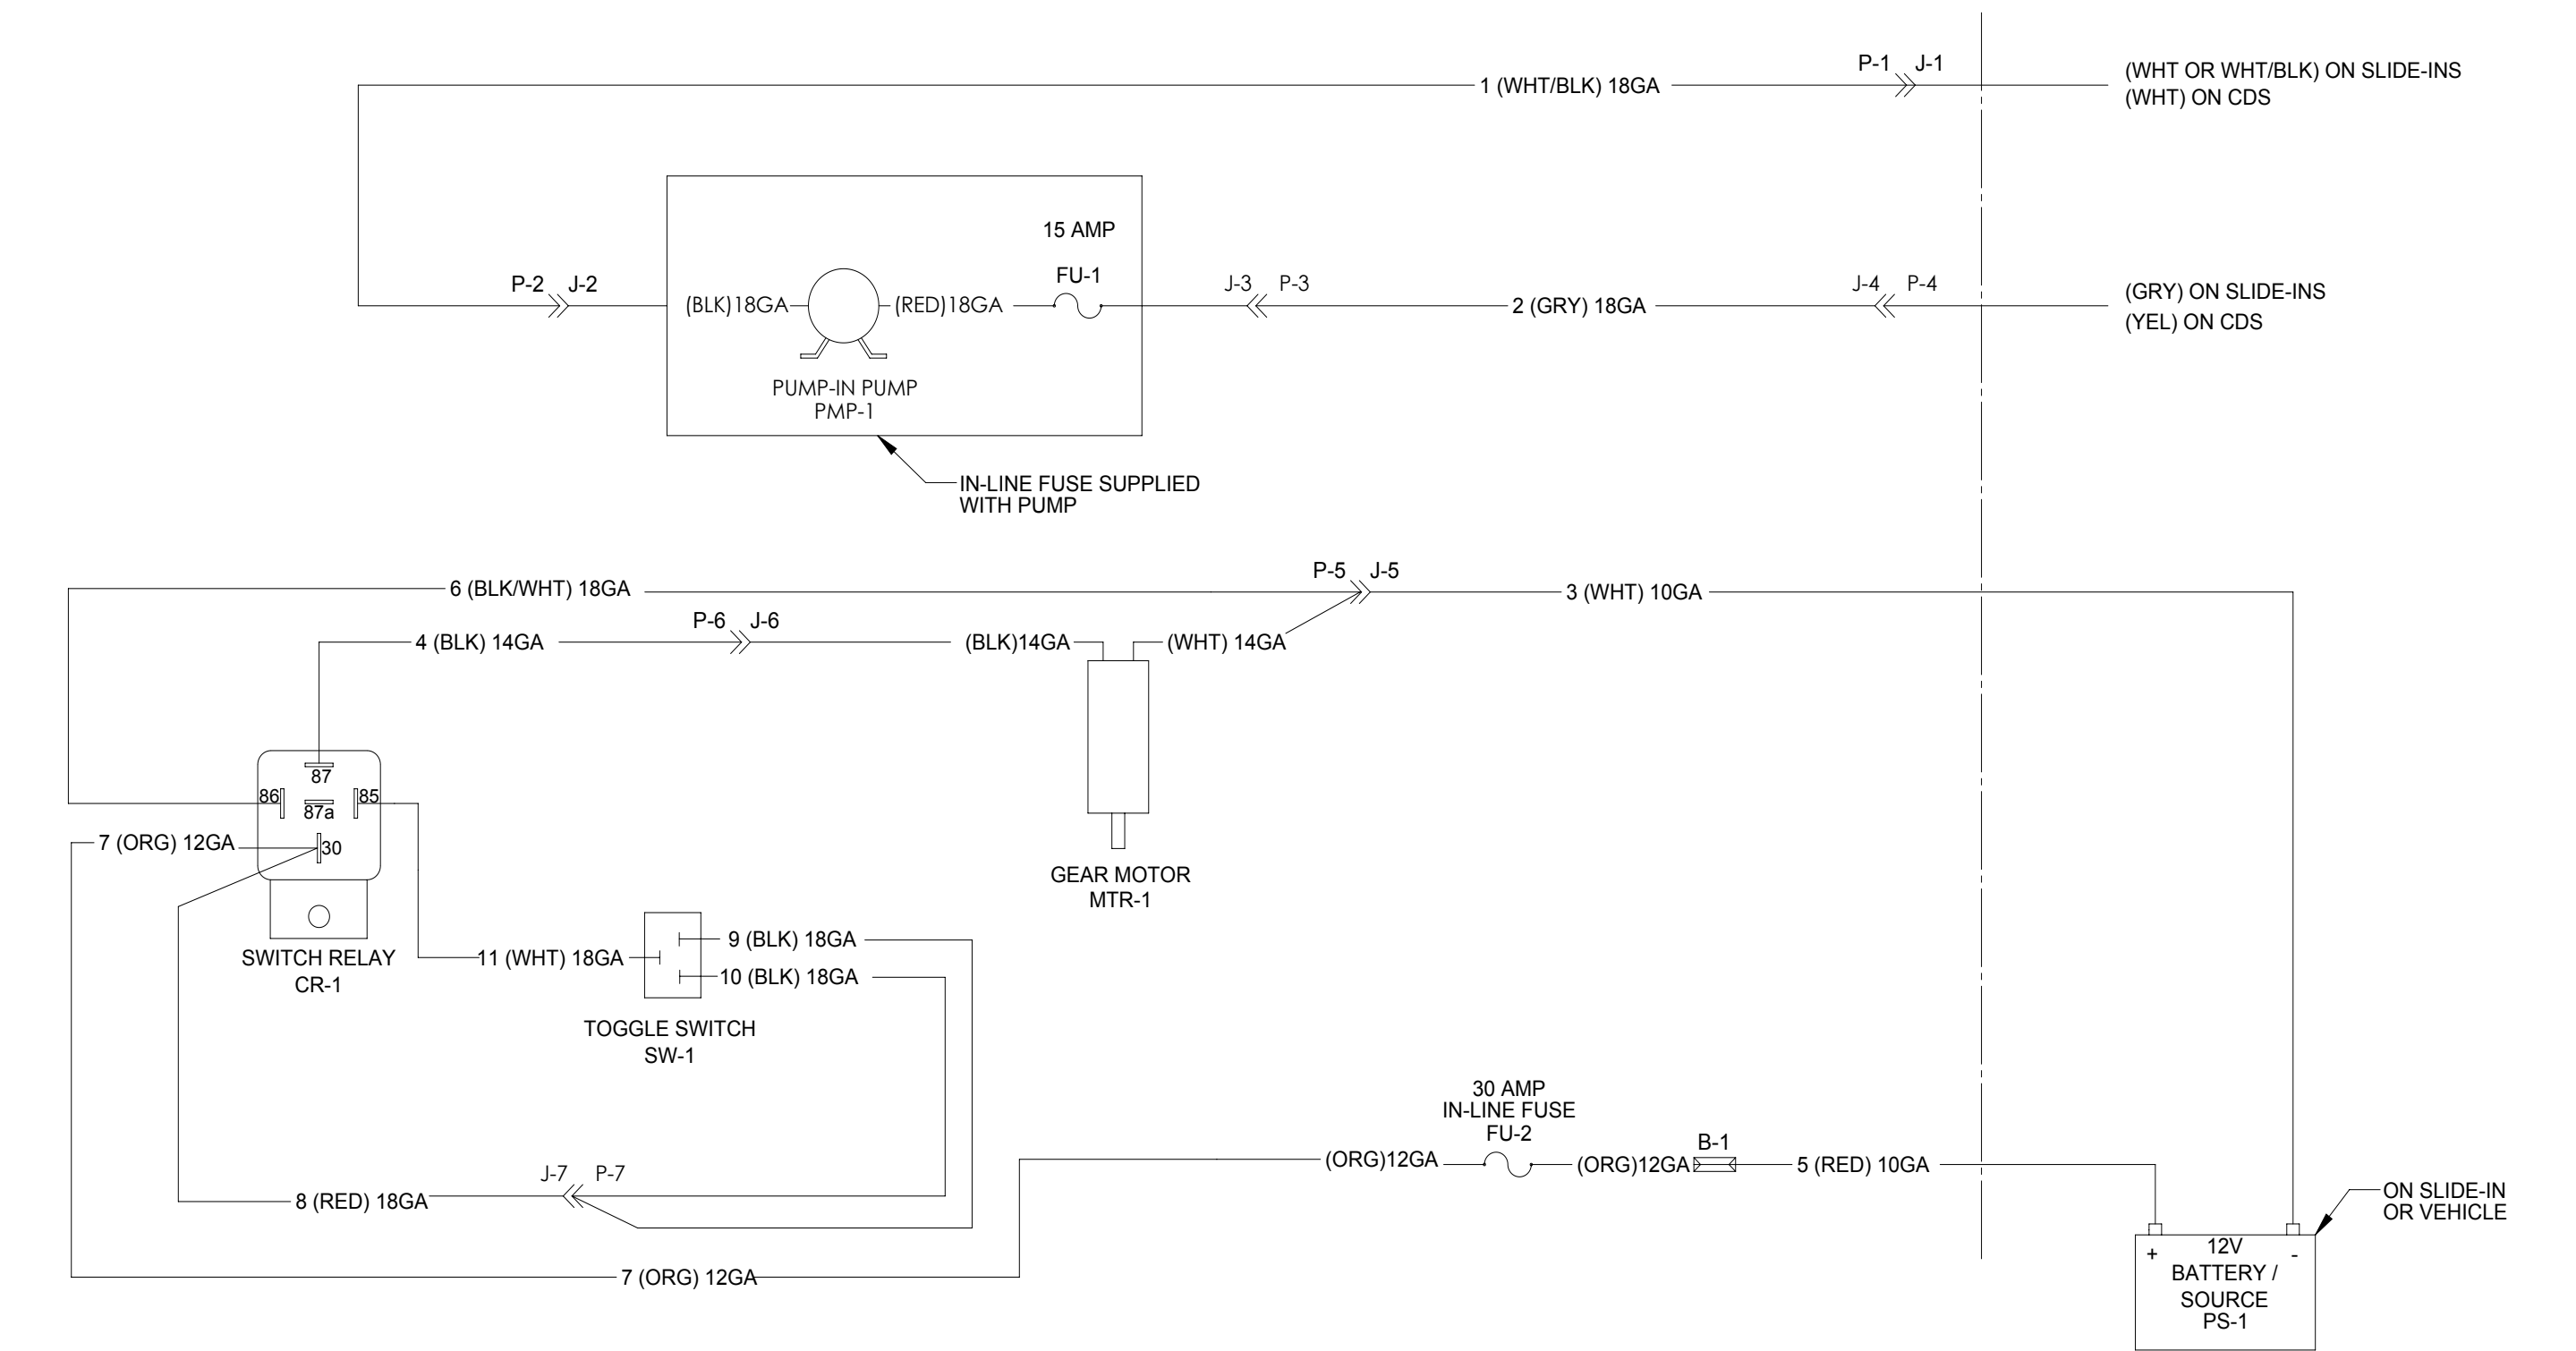 P-1 J-1
1 (WHT/BLK) 18GA
(WHT OR WHT/BLK) ON SLIDE-INS
(WHT) ON CDS
15 AMP
FU-1
P-2 J-2
(BLK)18GA
(RED)18GA
J-3 P-3
2 (GRY) 18GA
J-4 P-4
(GRY) ON SLIDE-INS
(YEL) ON CDS
PUMP-IN PUMP
PMP-1
IN-LINE FUSE SUPPLIED
WITH PUMP
6 (BLK/WHT) 18GA
P-5 J-5
3 (WHT) 10GA
4 (BLK) 14GA
P-6 J-6
(BLK)14GA
(WHT) 14GA
87
86
87a
85
30
7 (ORG) 12GA
SWITCH RELAY
CR-1
GEAR MOTOR
MTR-1
11 (WHT) 18GA
9 (BLK) 18GA
10 (BLK) 18GA
TOGGLE SWITCH
SW-1
30 AMP
IN-LINE FUSE
FU-2
(ORG)12GA
(ORG)12GA
B-1
5 (RED) 10GA
J-7 P-7
8 (RED) 18GA
7 (ORG) 12GA
ON SLIDE-IN
OR VEHICLE
+ 12V -
BATTERY /
SOURCE
PS-1